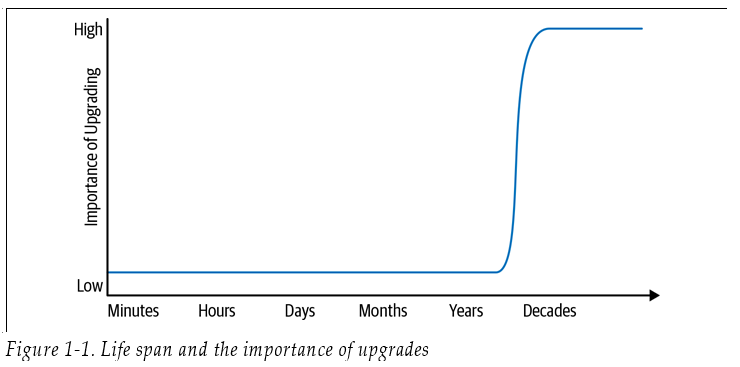 High
Importance of Upgrading
Low
Minutes Hours Days Months Years Decades
Figure 1-1. Life span and the importance of upgrades